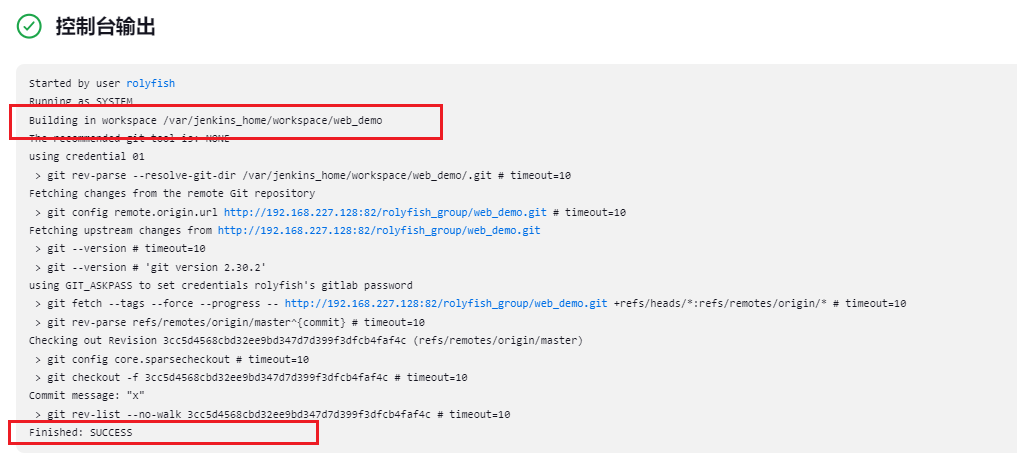 控制台输出
Started by user rolyfish
Running as SYSTEM
Building in workspace /var/jenkins_home/workspace/web_demo
The recommended git tool is: NONE
using credential 01
> git rev-parse --resolve-git-dir /var/jenkins_home/workspace/web_demo/.git # timeout=10
Fetching changes from the remote Git repository
> git config remote.origin.url http://192.168.227.128:82/rolyfish_group/web_demo.git # timeout=10
Fetching upstream changes from http://192.168.227.128:82/rolyfish_group/web_demo.git
> git --version # timeout=10
> git --version # 'git version 2.30.2'
using GIT_ASKPASS to set credentials rolyfish's gitlab password
> git fetch --tags --force --progress -- http://192.168.227.128:82/rolyfish_group/web_demo.git +refs/heads/*:refs/remotes/origin/* # timeout=10
> git rev-parse refs/remotes/origin/master^{commit} # timeout=10
Checking out Revision 3cc5d4568cbd32ee9bd347d7d399f3dfcb4faf4c (refs/remotes/origin/master)
> git config core.sparsecheckout # timeout=10
> git checkout -f 3cc5d4568cbd32ee9bd347d7d399f3dfcb4faf4c # timeout=10
Commit message: "x"
> git rev-list --no-walk 3cc5d4568cbd32ee9bd347d7d399f3dfcb4faf4c # timeout=10
Finished: SUCCESS